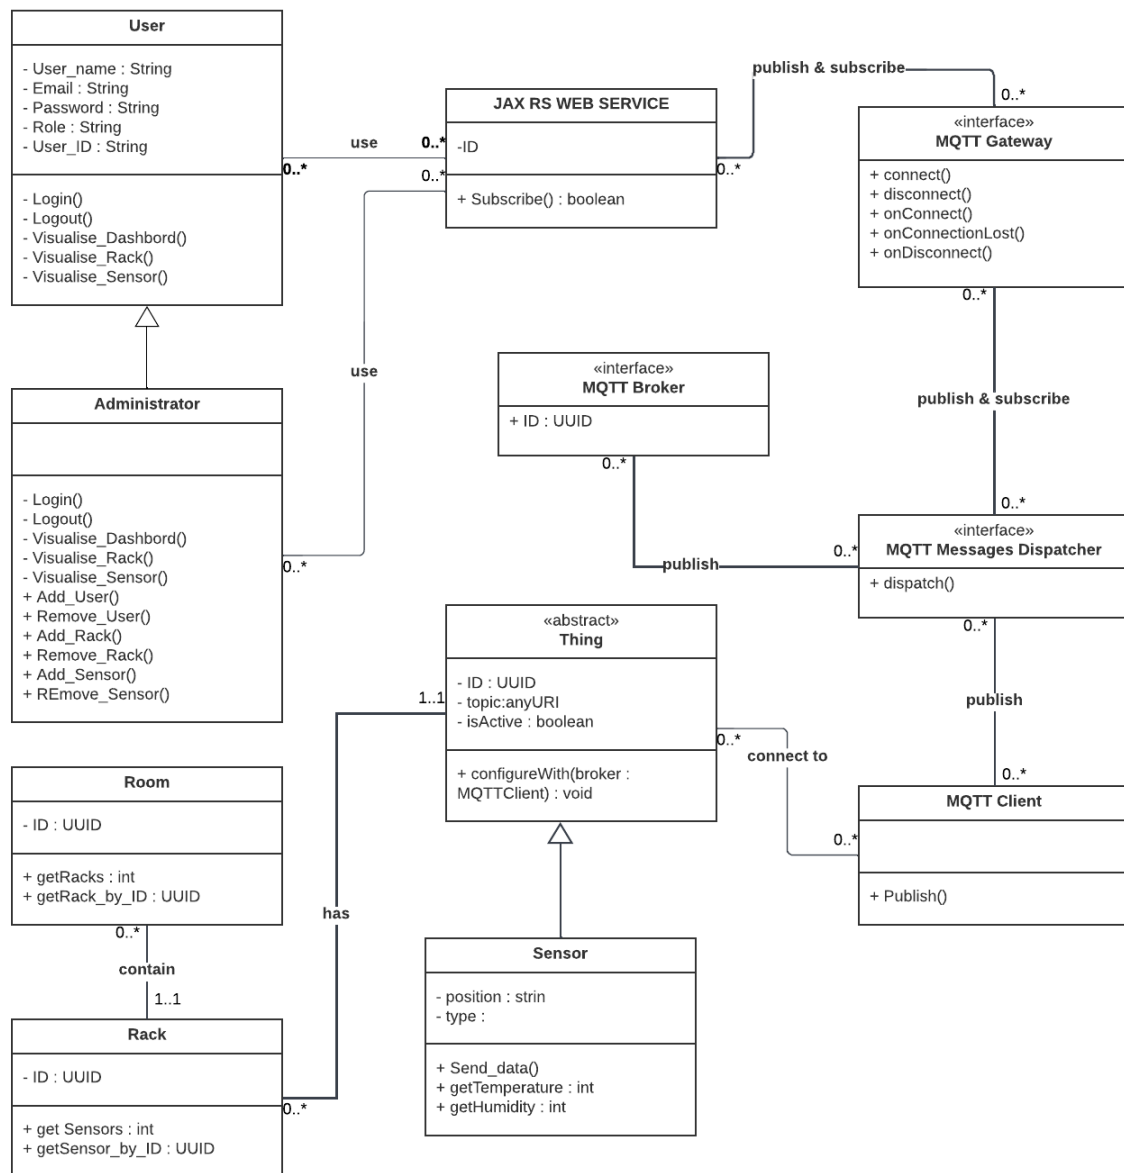 User
- User_name : String
- Email : String
- Password : String
- Role : String
- User_ID : String
- Login()
- Logout()
- Visualise_Dashbord()
- Visualise_Rack()
- Visualise_Sensor()
use
0..*
0..*
0..*
JAX RS WEB SERVICE
-ID
+ Subscribe() : boolean
publish & subscribe
0..*
0..*
«interface»
MQTT Gateway
+ connect()
+ disconnect()
+ onConnect()
+ onConnectionLost()
+ onDisconnect()
0..*
publish & subscribe
0..*
use
0..*
Administrator
- Login()
- Logout()
- Visualise_Dashbord()
- Visualise_Rack()
- Visualise_Sensor()
+ Add_User()
+ Remove_User()
+ Add_Rack()
+ Remove_Rack()
+ Add_Sensor()
+ REmove_Sensor()
«interface»
MQTT Broker
+ ID : UUID
0..*
publish
0..*
«interface»
MQTT Messages Dispatcher
+ dispatch()
0..*
publish
0..*
«abstract»
Thing
- ID : UUID
- topic:anyURI
- isActive : boolean
+ configureWith(broker :
MQTTClient) : void
1..1
0..*
connect to
0..*
MQTT Client
+ Publish()
Room
- ID : UUID
+ getRacks : int
+ getRack_by_ID : UUID
0..*
contain
1..1
has
0..*
Rack
- ID : UUID
+ get Sensors : int
+ getSensor_by_ID : UUID
Sensor
- position : strin
- type :
+ Send_data()
+ getTemperature : int
+ getHumidity : int